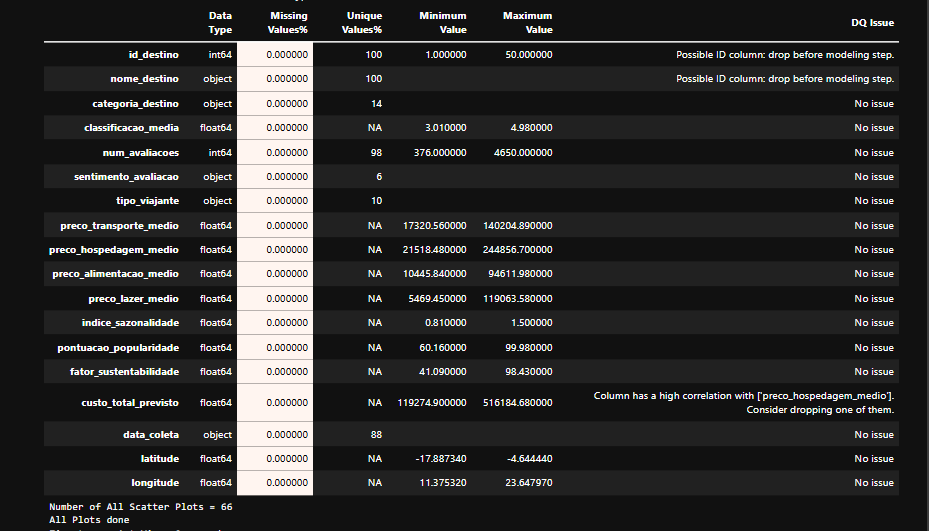 Data Type Missing Values% Unique Values% Minimum Value Maximum Value DQ Issue
id_destino int64 0.000000 100 1.000000 50.000000 Possible ID column: drop before modeling step.
nome_destino object 0.000000 100 Possible ID column: drop before modeling step.
categoria_destino object 0.000000 14 No issue
classificacao_media float64 0.000000 NA 3.010000 4.980000 No issue
num_avaliacoes int64 0.000000 98 376.000000 4650.000000 No issue
sentimento_avaliacao object 0.000000 6 No issue
tipo_viajante object 0.000000 10 No issue
preco_transporte_medio float64 0.000000 NA 17320.560000 140204.890000 No issue
preco_hospedagem_medio float64 0.000000 NA 21518.480000 244856.700000 No issue
preco_alimentacao_medio float64 0.000000 NA 10445.840000 94611.980000 No issue
preco_lazer_medio float64 0.000000 NA 5469.450000 119063.580000 No issue
indice_sazonalidade float64 0.000000 NA 0.810000 1.500000 No issue
pontuacao_popularidade float64 0.000000 NA 60.160000 99.980000 No issue
fator_sustentabilidade float64 0.000000 NA 41.090000 98.430000 No issue
custo_total_previsto float64 0.000000 NA 119274.900000 516184.680000 Column has a high correlation with ['preco_hospedagem_medio']. Consider dropping one of them.
data_coleta object 0.000000 88 No issue
latitude float64 0.000000 NA -17.887340 -4.644440 No issue
longitude float64 0.000000 NA 11.375320 23.647970 No issue
Number of All Scatter Plots = 66
All Plots done